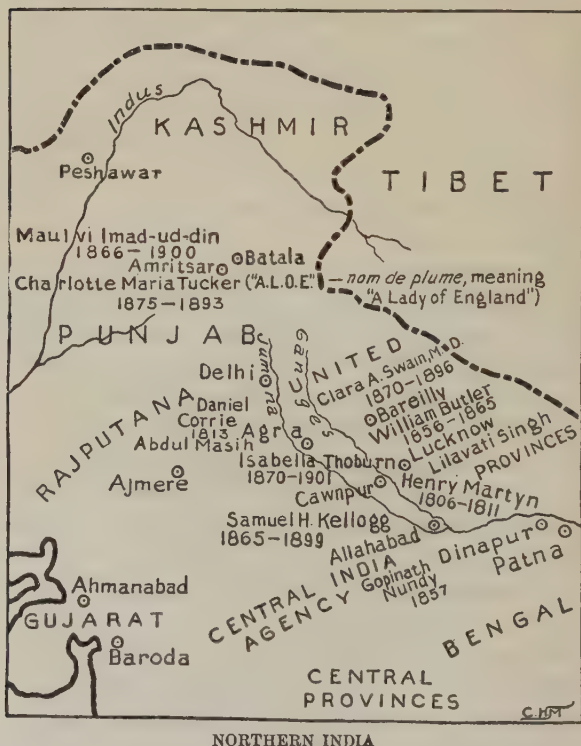 Indus
KASHMIR
Peshawar
TIBET
Maulvi Imad-ud-din
1866-1900
Batala
Amritsar
Charlotte Maria Tucker ("A.L.O.E." - nom de plume, meaning
1875-1893
"A Lady of England")
PUNJAB
Jumna
Ganges
UNITED
Clara A. Swain, M.D.
1870-1896
Delhi
Bareilly
William Butler
1856-1865
Daniel
Corrie
1813
Agra
Abdul Masih
RAJPUTANA
Lucknow
Lilavati Singh
PROVINCES
Isabella Thoburn
1870-1901
Ajmere
Cawnpur
Henry Martyn
1806-1811
Samuel H. Kellogg
1865-1899
Allahabad
Dinapur
Patna
Gopinath
Nundy
1857
CENTRAL INDIA
AGENCY
Ahmanabad
GUJARAT
Baroda
BENGAL
CENTRAL
PROVINCES
C.HM
NORTHERN INDIA